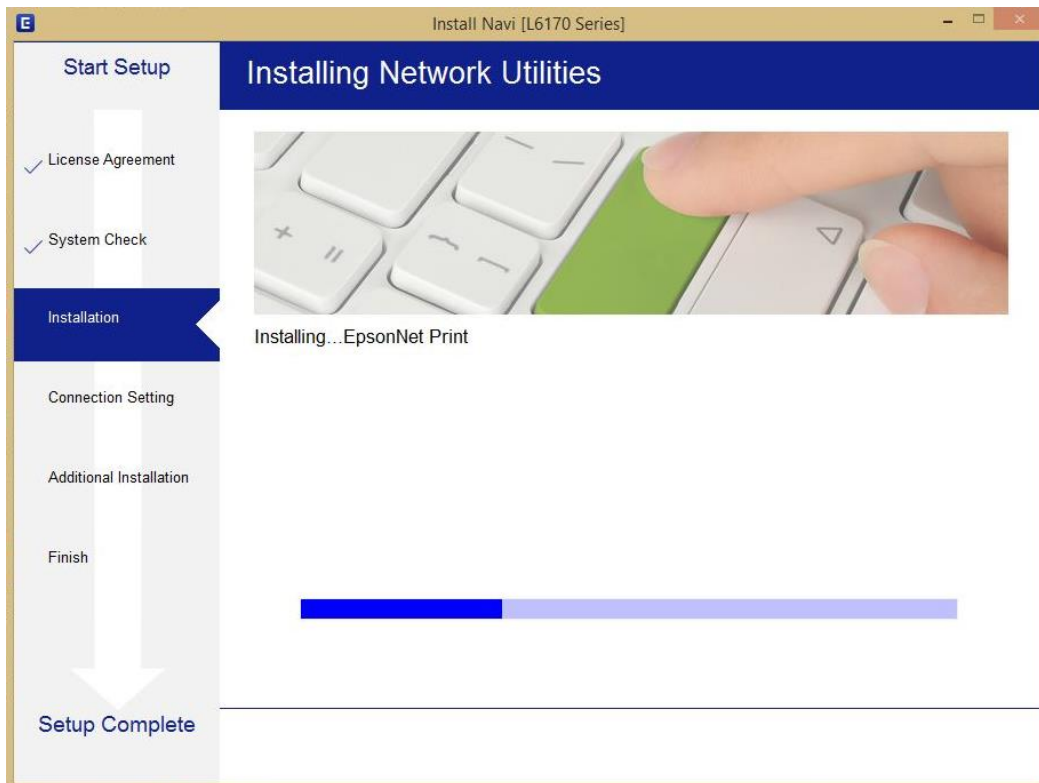 Install Navi [L6170 Series]
Start Setup
License Agreement
System Check
Installation
Connection Setting
Additional Installation
Finish
Setup Complete
Installing Network Utilities
Installing...EpsonNet Print